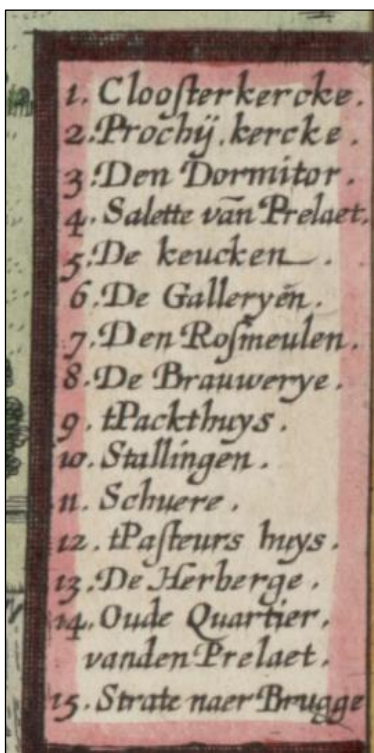 1. Clooſterkercke.
2. Prochÿ.kercke.
3. Den Dormitor.
4. Salette vañ Prelaet.
5. De keucken.
6. De Galleryēn.
7. Den Roſmeulen.
8. De Brauwerye.
9. tPackthuys.
10. Stallingen.
11. Schuere.
12. tPaſteurs huys.
13. De Herberge.
14. Oude Quartier,
vanden Prelaet.
15. Strate naer Brugge